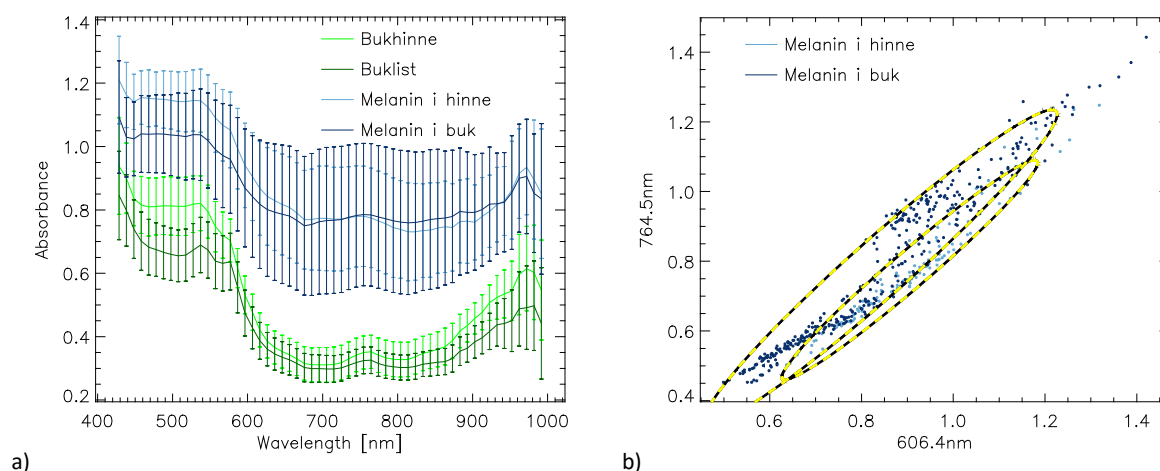 1.4
1.2
1.0
0.8
0.6
0.4
0.2
Absorbance
Bukhinne
Buklist
Melanin i hinne
Melanin i buk
400 500 600 700 800 900 1000
Wavelength [nm]
a)
1.4
1.2
1.0
0.8
0.6
0.4
764.5nm
Melanin i hinne
Melanin i buk
0.6 0.8 1.0 1.2 1.4
606.4nm
b)